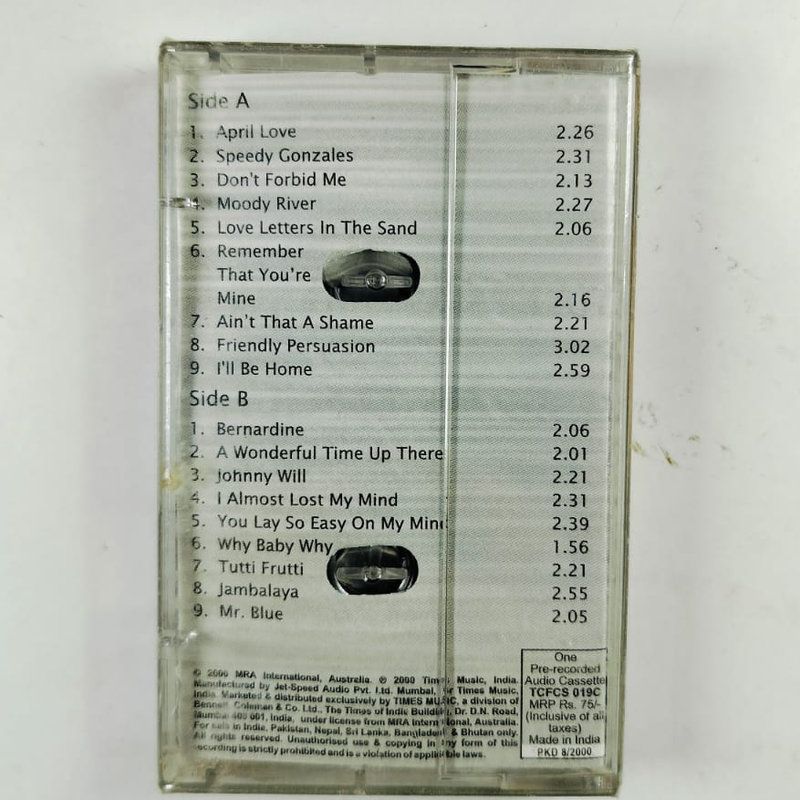 Side A
1. April Love 2.26
2. Speedy Gonzales 2.31
3. Don't Forbid Me 2.13
4. Moody River 2.27
5. Love Letters In The Sand 2.06
6. Remember
That You're
Mine 2.16
7. Ain't That A Shame 2.21
8. Friendly Persuasion 3.02
9. I'll Be Home 2.59
Side B
1. Bernardine 2.06
2. A Wonderful Time Up There 2.01
3. Johnny Will 2.21
4. I Almost Lost My Mind 2.31
5. You Lay So Easy On My Mind 2.39
6. Why Baby Why 1.56
7. Tutti Frutti 2.21
8. Jambalaya 2.55
9. Mr. Blue 2.05
© 2000 MRA International, Australia. ℗ 2000 Times Music, India.
Manufactured by Jet-Speed Audio Pvt. Ltd. Mumbai, for Times Music,
India. Marketed & distributed exclusively by TIMES MUSIC, a division of
Bennett, Coleman & Co. Ltd., The Times of India Building, Dr. D.N. Road,
Mumbai 400 001, India, under license from MRA International, Australia.
For sale in India, Pakistan, Nepal, Sri Lanka, Bangladesh & Bhutan only.
All rights reserved. Unauthorised use & copying in any form of this
recording is strictly prohibited and is a violation of applicable laws.
One
Pre-recorded
Audio Cassette
TCFCS 019C
MRP Rs. 75/-
(Inclusive of all
taxes)
Made in India
PKD 8/2000